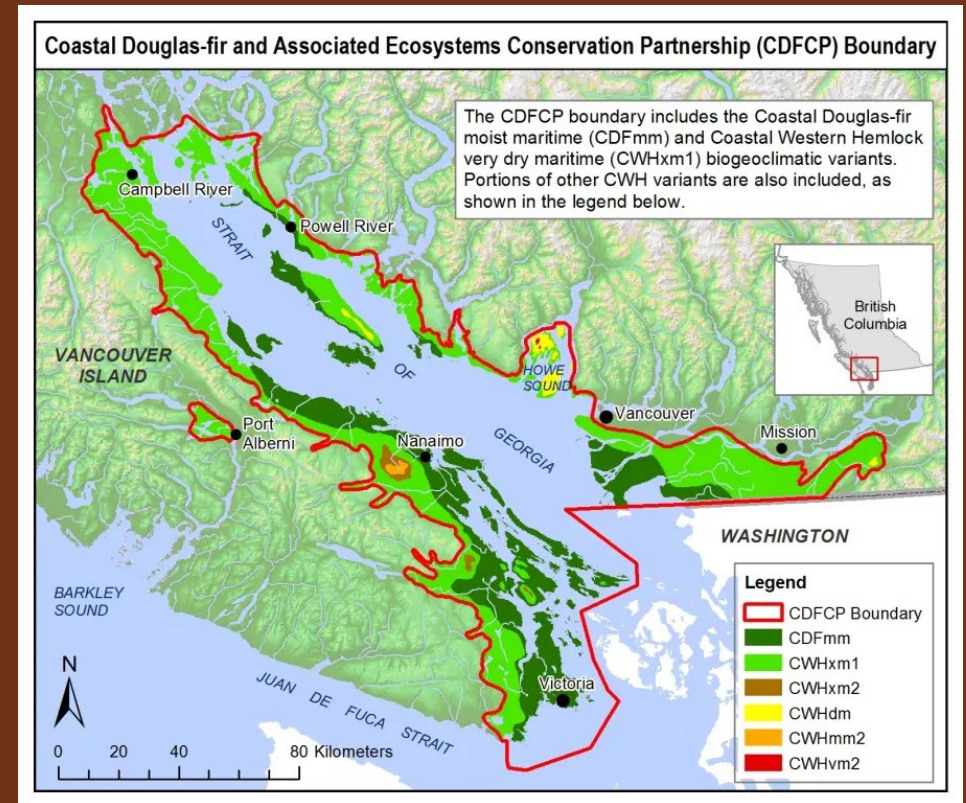 Coastal Douglas-fir and Associated Ecosystems Conservation Partnership (CDFCP) Boundary
The CDFCP boundary includes the Coastal Douglas-fir
moist maritime (CDFmm) and Coastal Western Hemlock
very dry maritime (CWHxm1) biogeoclimatic variants.
Portions of other CWH variants are also included, as
shown in the legend below.
Campbell River
Powell River
STRAIT
British
Columbia
VANCOUVER
ISLAND
OF
HOWE
SOUND
Port
Alberni
Nanaimo
GEORGIA
Vancouver
Mission
WASHINGTON
BARKLEY
SOUND
Legend
CDFCP Boundary
CDFmm
CWHxm1
CWHxm2
CWHdm
CWHmm2
CWHvm2
N
JUAN DE FUCA STRAIT
Victoria
0 20 40 80 Kilometers